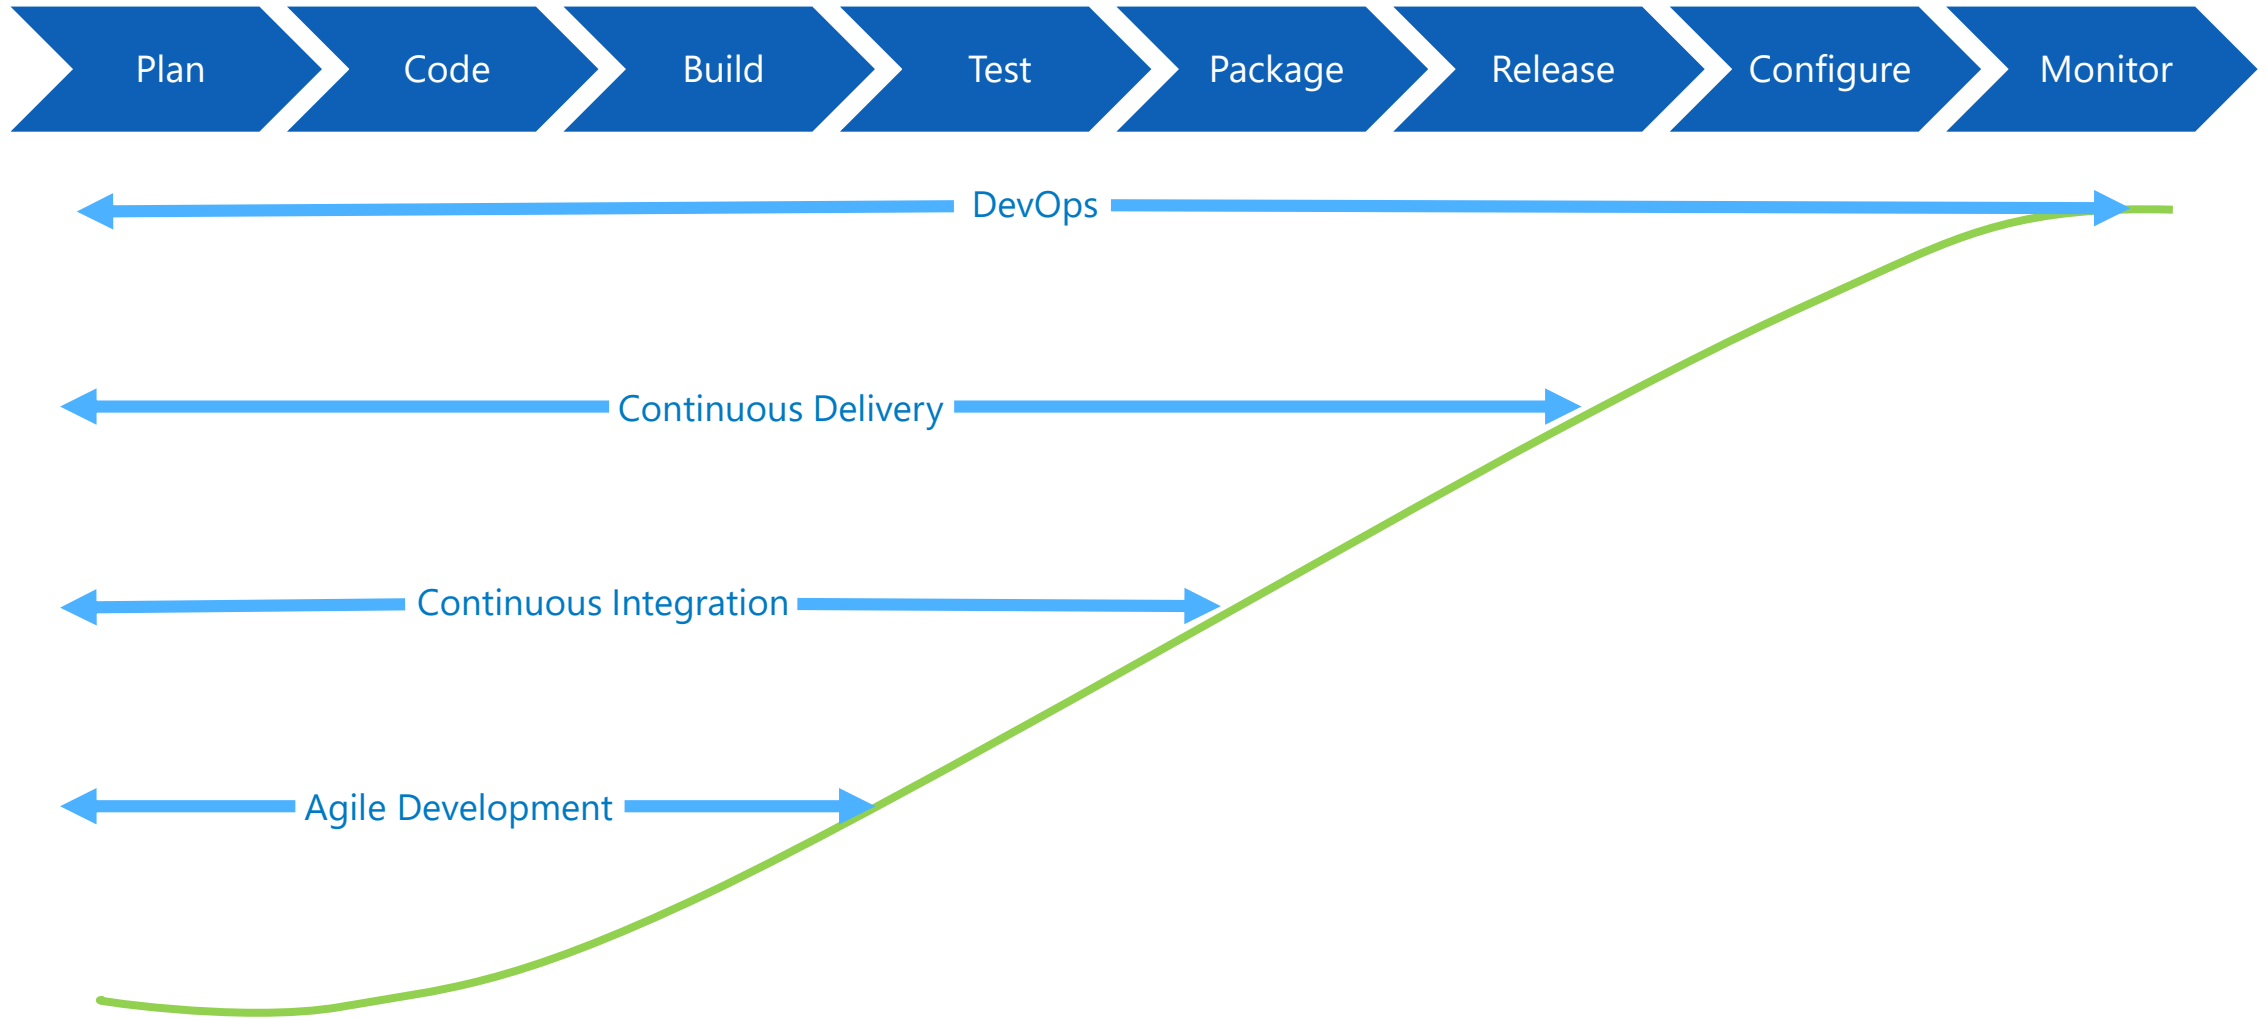 Plan
Code
Build
Test
Package
Release
Configure
Monitor
DevOps
Continuous Delivery
Continuous Integration
Agile Development